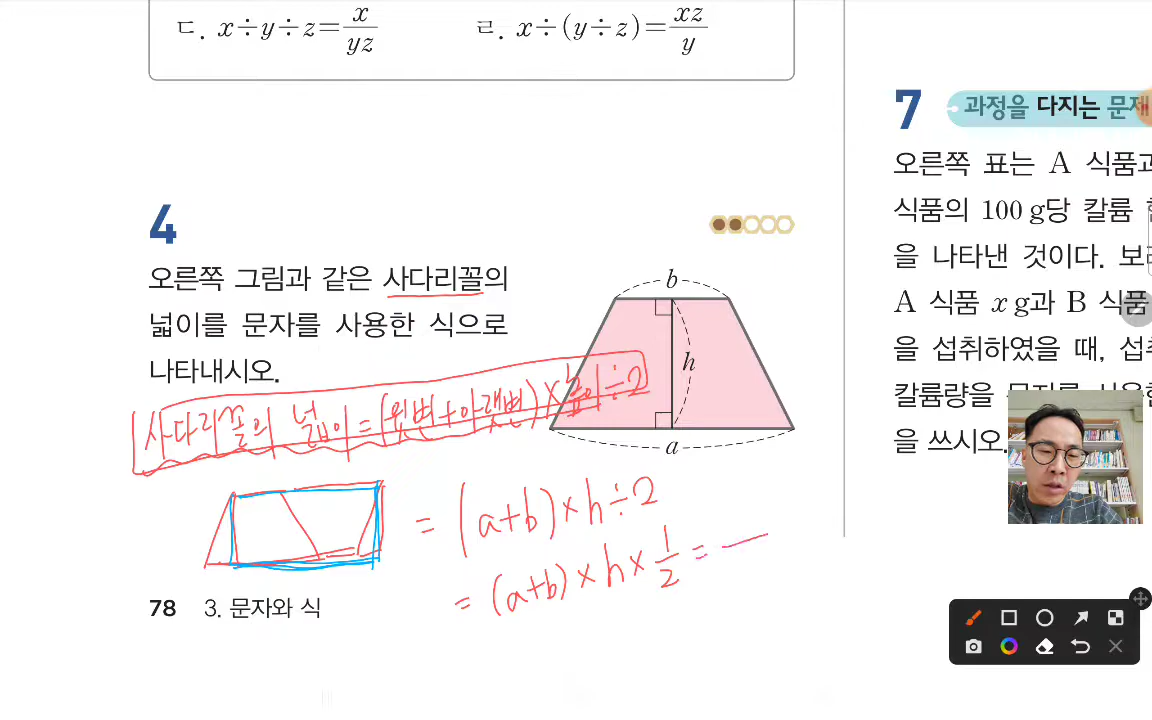 ㄷ. x÷y÷z=x/yz
ㄹ. x÷(y÷z)=xz/y
4
오른쪽 그림과 같은 사다리꼴의
넓이를 문자를 사용한 식으로
나타내시오.
b
h
a
사다리꼴의 넓이=(윗변+아랫변)×높이÷2
=(a+b)×h÷2
=(a+b)×h×1/2=
78 3. 문자와 식
7 과정을 다지는 문제
오른쪽 표는 A 식품과
식품의 100 g당 칼륨
을 나타낸 것이다. 보
A 식품 x g과 B 식품
을 섭취하였을 때, 섭
칼륨량을 문자를
을 쓰시오.